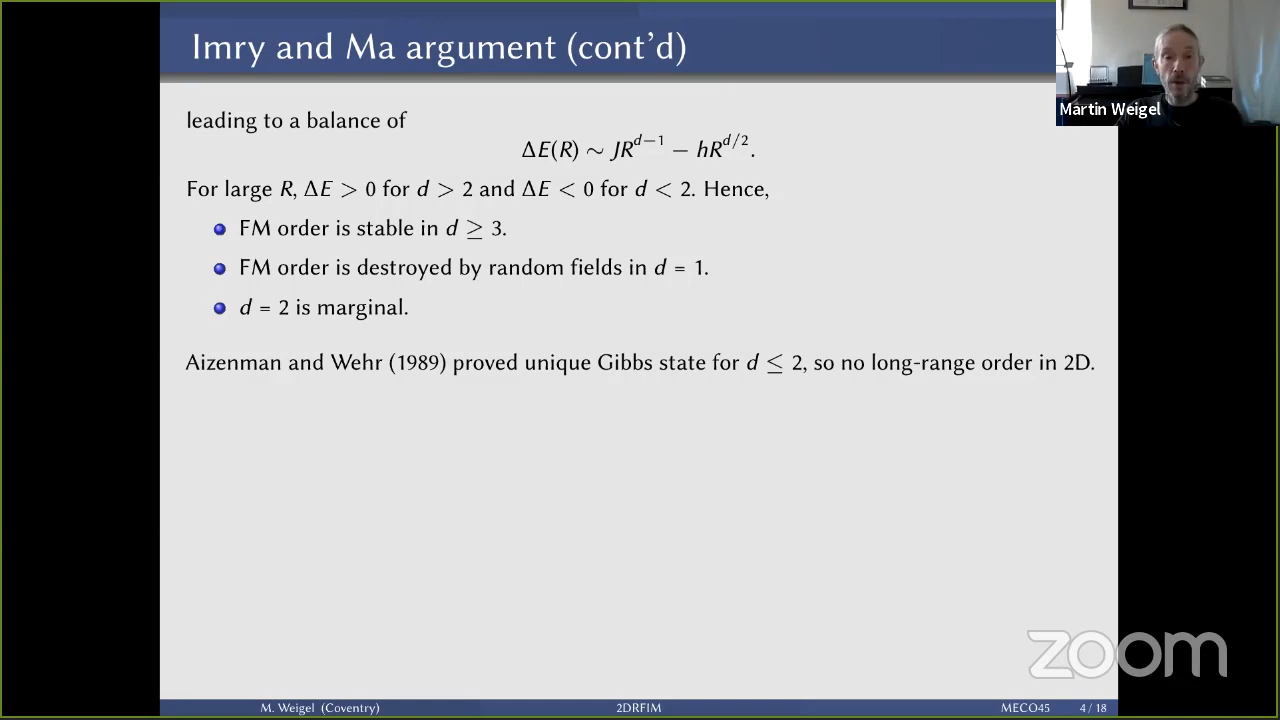 Imry and Ma argument (cont'd)
Martin Weigel
leading to a balance of
ΔE(R) ∼ JR^{d−1} − hR^{d/2}.
For large R, ΔE > 0 for d > 2 and ΔE < 0 for d < 2. Hence,
FM order is stable in d ≥ 3.
FM order is destroyed by random fields in d = 1.
d = 2 is marginal.
Aizenman and Wehr (1989) proved unique Gibbs state for d ≤ 2, so no long-range order in 2D.
zoom
M. Weigel (Coventry) 2DRFIM MECO45 4 / 18